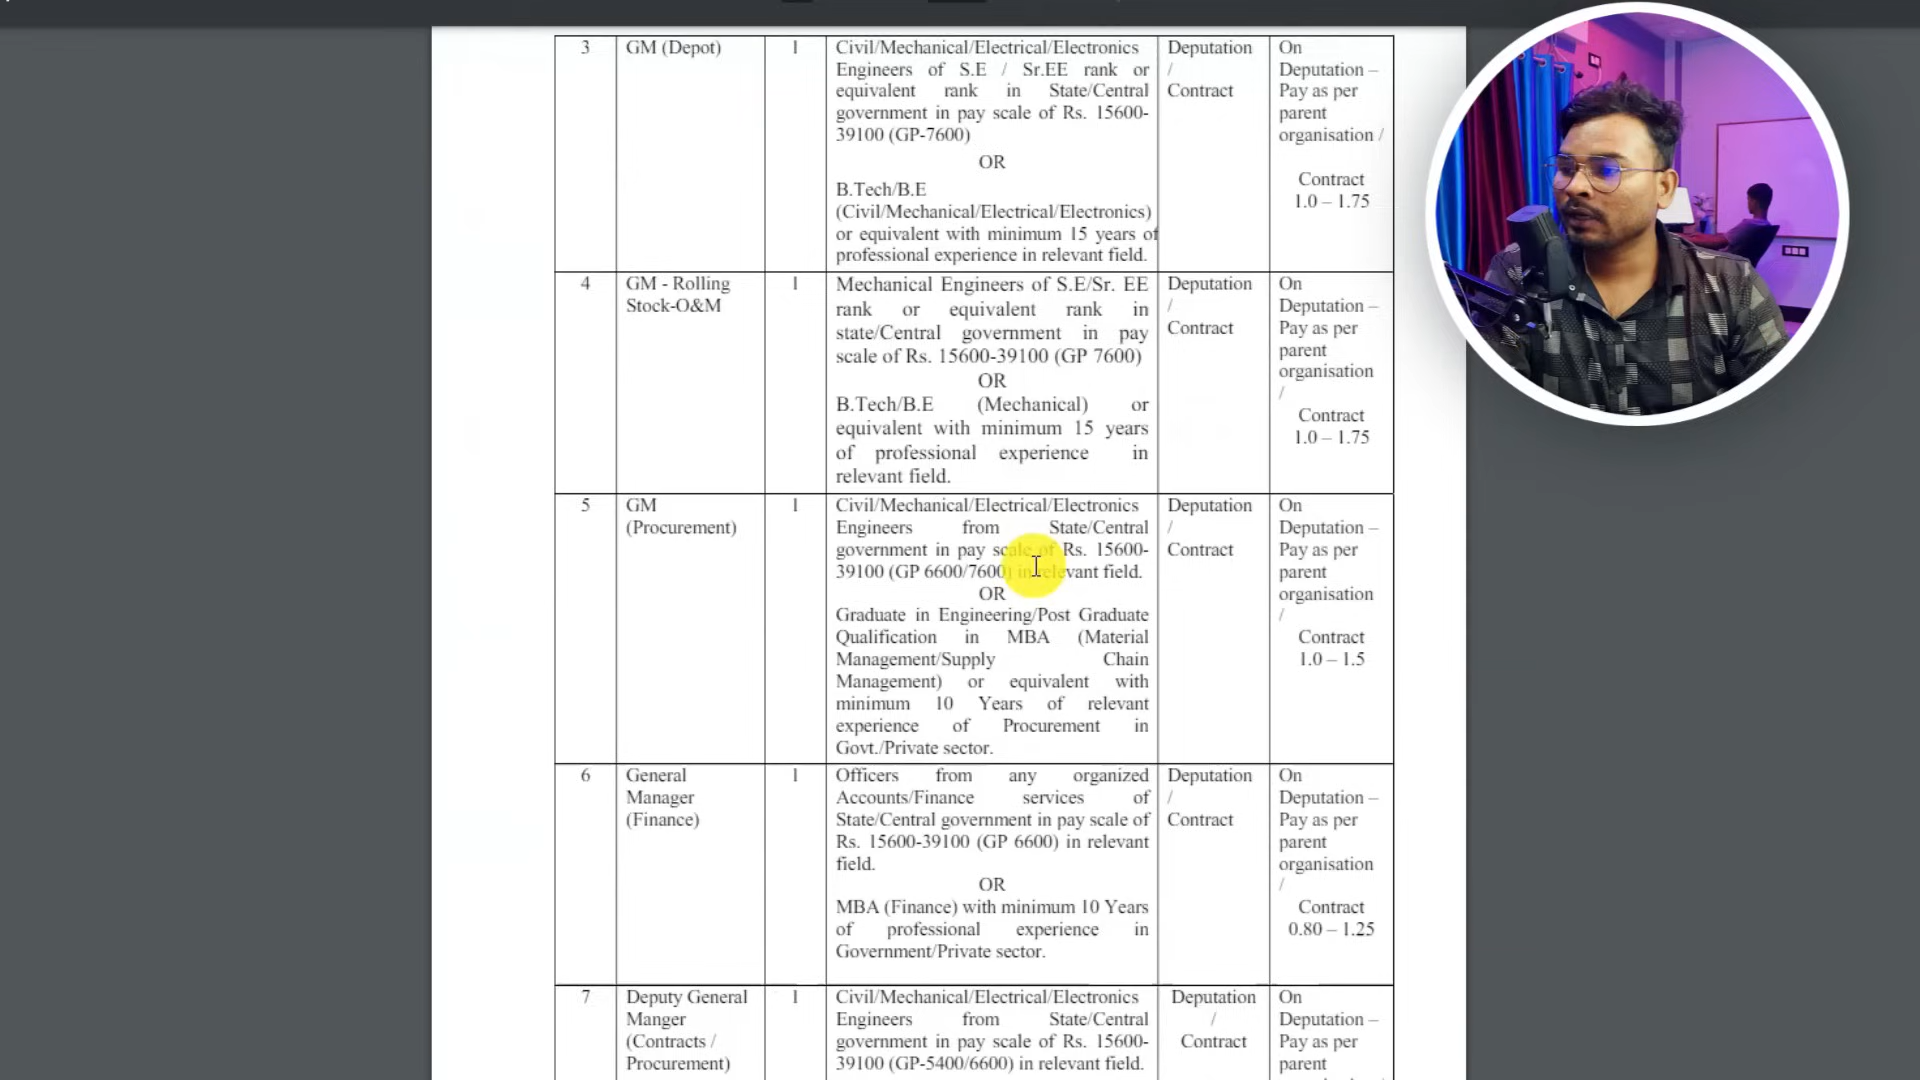 3
GM (Depot)
1
Civil/Mechanical/Electrical/Electronics
Engineers of S.E / Sr.EE rank or
equivalent rank in State/Central
government in pay scale of Rs. 15600-
39100 (GP-7600)
OR
B.Tech/B.E
(Civil/Mechanical/Electrical/Electronics)
or equivalent with minimum 15 years of
professional experience in relevant field.
Deputation
/
Contract
On
Deputation –
Pay as per
parent
organisation /
Contract
1.0 – 1.75
4
GM - Rolling
Stock-O&M
1
Mechanical Engineers of S.E/Sr. EE
rank or equivalent rank in
state/Central government in pay
scale of Rs. 15600-39100 (GP 7600)
OR
B.Tech/B.E (Mechanical) or
equivalent with minimum 15 years
of professional experience in
relevant field.
Deputation
/
Contract
On
Deputation –
Pay as per
parent
organisation
/
Contract
1.0 – 1.75
5
GM
(Procurement)
1
Civil/Mechanical/Electrical/Electronics
Engineers from State/Central
government in pay scale of Rs. 15600-
39100 (GP 6600/7600) in relevant field.
OR
Graduate in Engineering/Post Graduate
Qualification in MBA (Material
Management/Supply Chain
Management) or equivalent with
minimum 10 Years of relevant
experience of Procurement in
Govt./Private sector.
Deputation
/
Contract
On
Deputation –
Pay as per
parent
organisation
/
Contract
1.0 – 1.5
6
General
Manager
(Finance)
1
Officers from any organized
Accounts/Finance services of
State/Central government in pay scale of
Rs. 15600-39100 (GP 6600) in relevant
field.
OR
MBA (Finance) with minimum 10 Years
of professional experience in
Government/Private sector.
Deputation
/
Contract
On
Deputation –
Pay as per
parent
organisation
/
Contract
0.80 – 1.25
7
Deputy General
Manger
(Contracts /
Procurement)
1
Civil/Mechanical/Electrical/Electronics
Engineers from State/Central
government in pay scale of Rs. 15600-
39100 (GP-5400/6600) in relevant field.
Deputation
/
Contract
On
Deputation –
Pay as per
parent